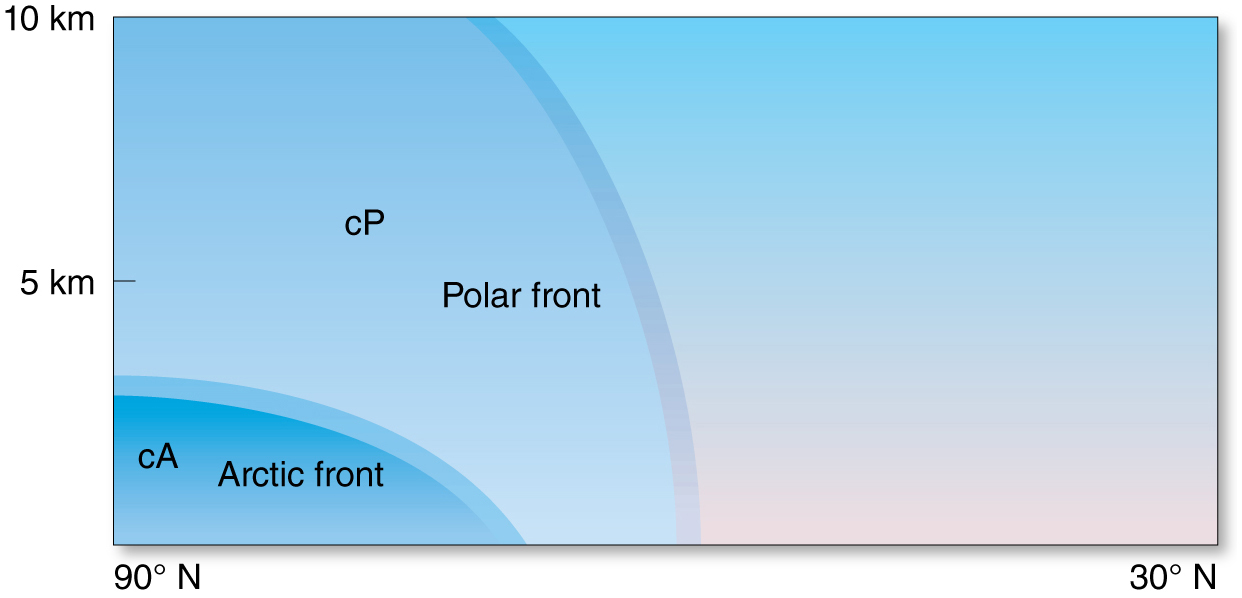 10 km
cP
5 km
Polar front
cA
Arctic front
90° N
30° N